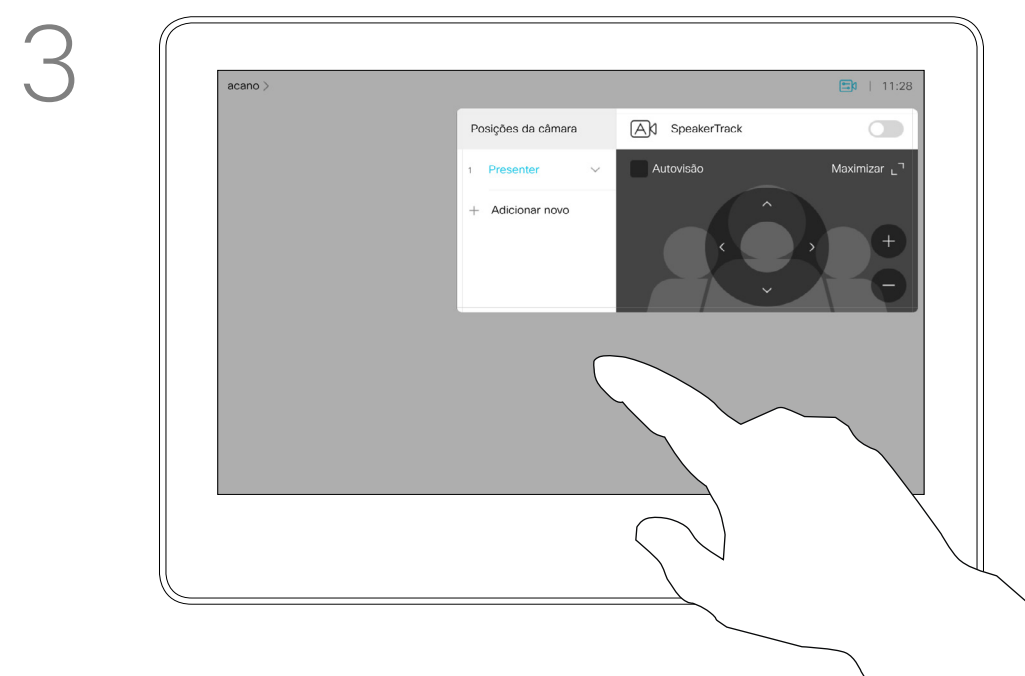 3
acano >
11:28
Posições da câmara
SpeakerTrack
1 Presenter
Autovisão
Maximizar
+ Adicionar novo